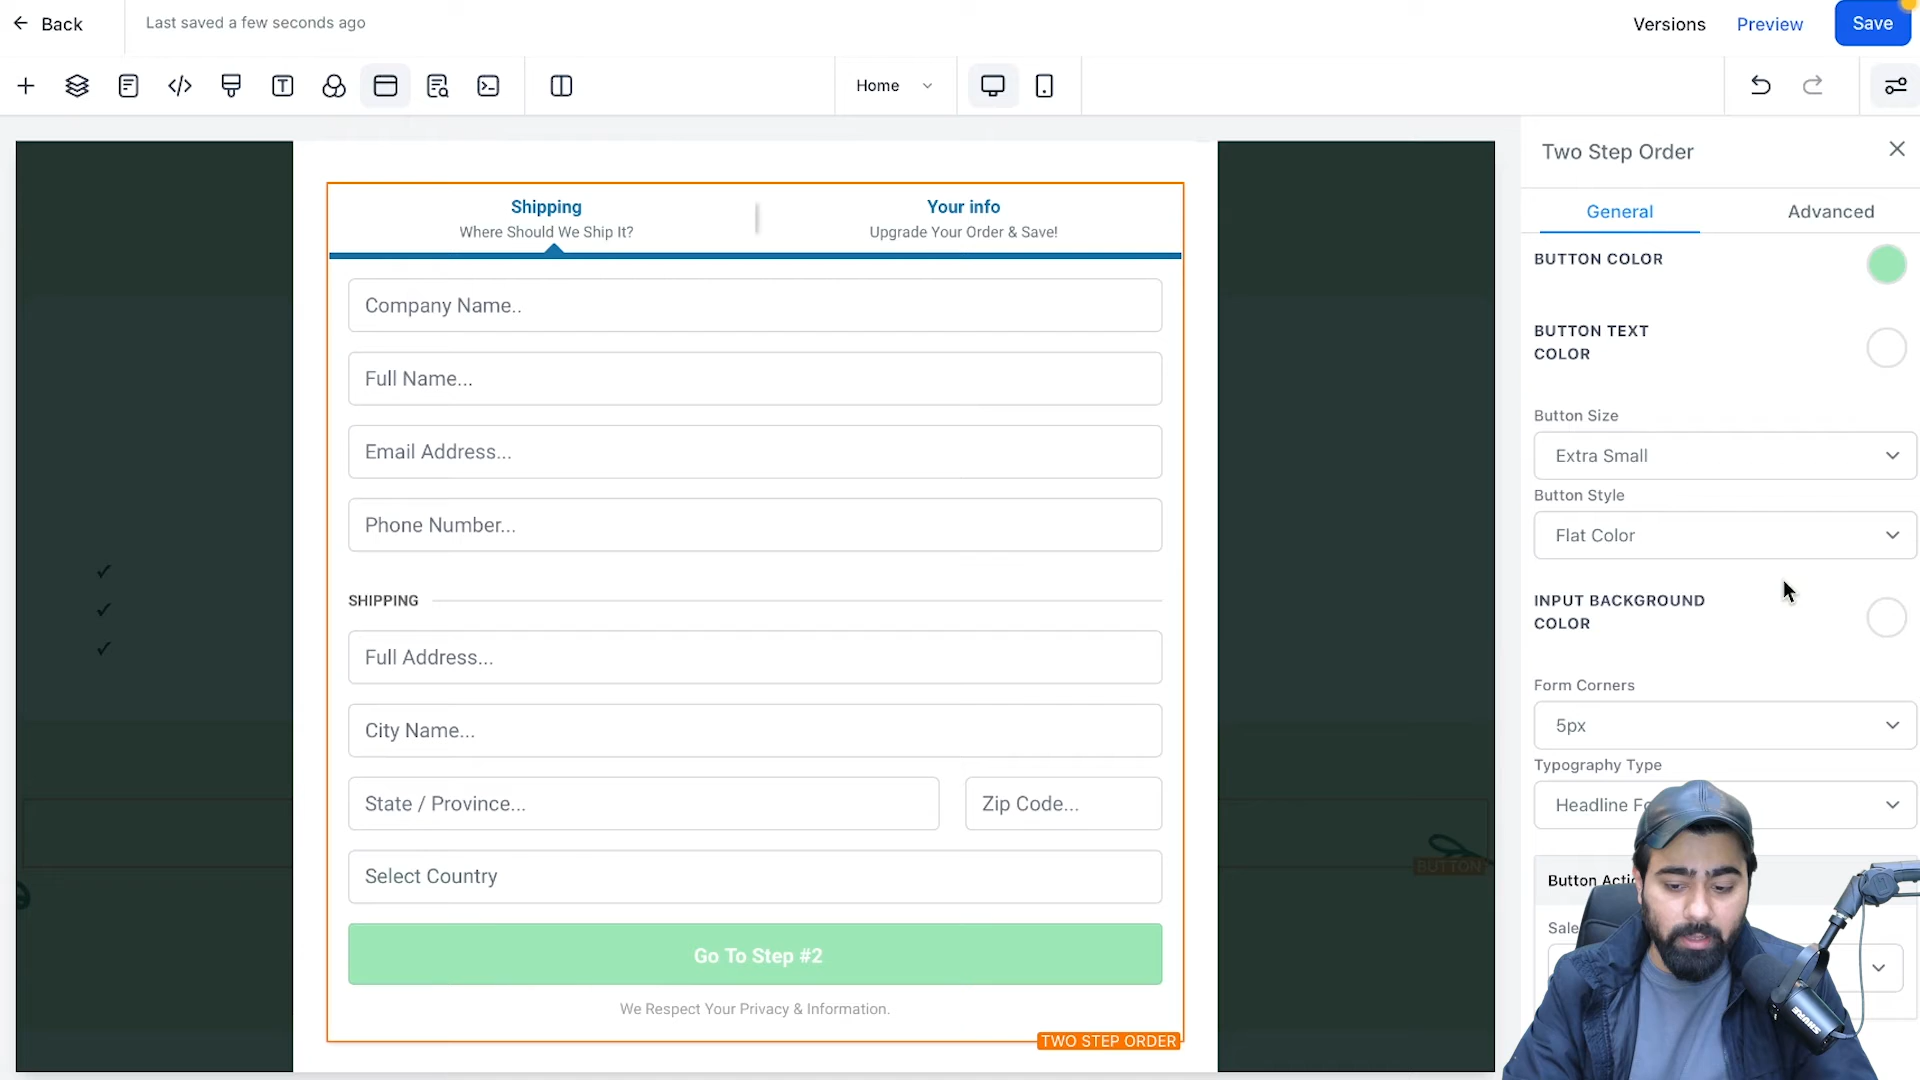 Back
Last saved a few seconds ago
Versions
Preview
Save
Home
Two Step Order
General
Advanced
Shipping
Where Should We Ship It?
Your info
Upgrade Your Order & Save!
Company Name..
Full Name...
Email Address...
Phone Number...
SHIPPING
Full Address...
City Name...
State / Province...
Zip Code...
Select Country
Go To Step #2
We Respect Your Privacy & Information.
TWO STEP ORDER
BUTTON
BUTTON COLOR
BUTTON TEXT
COLOR
Button Size
Extra Small
Button Style
Flat Color
INPUT BACKGROUND
COLOR
Form Corners
5px
Typography Type
Headline
Button
SHURE